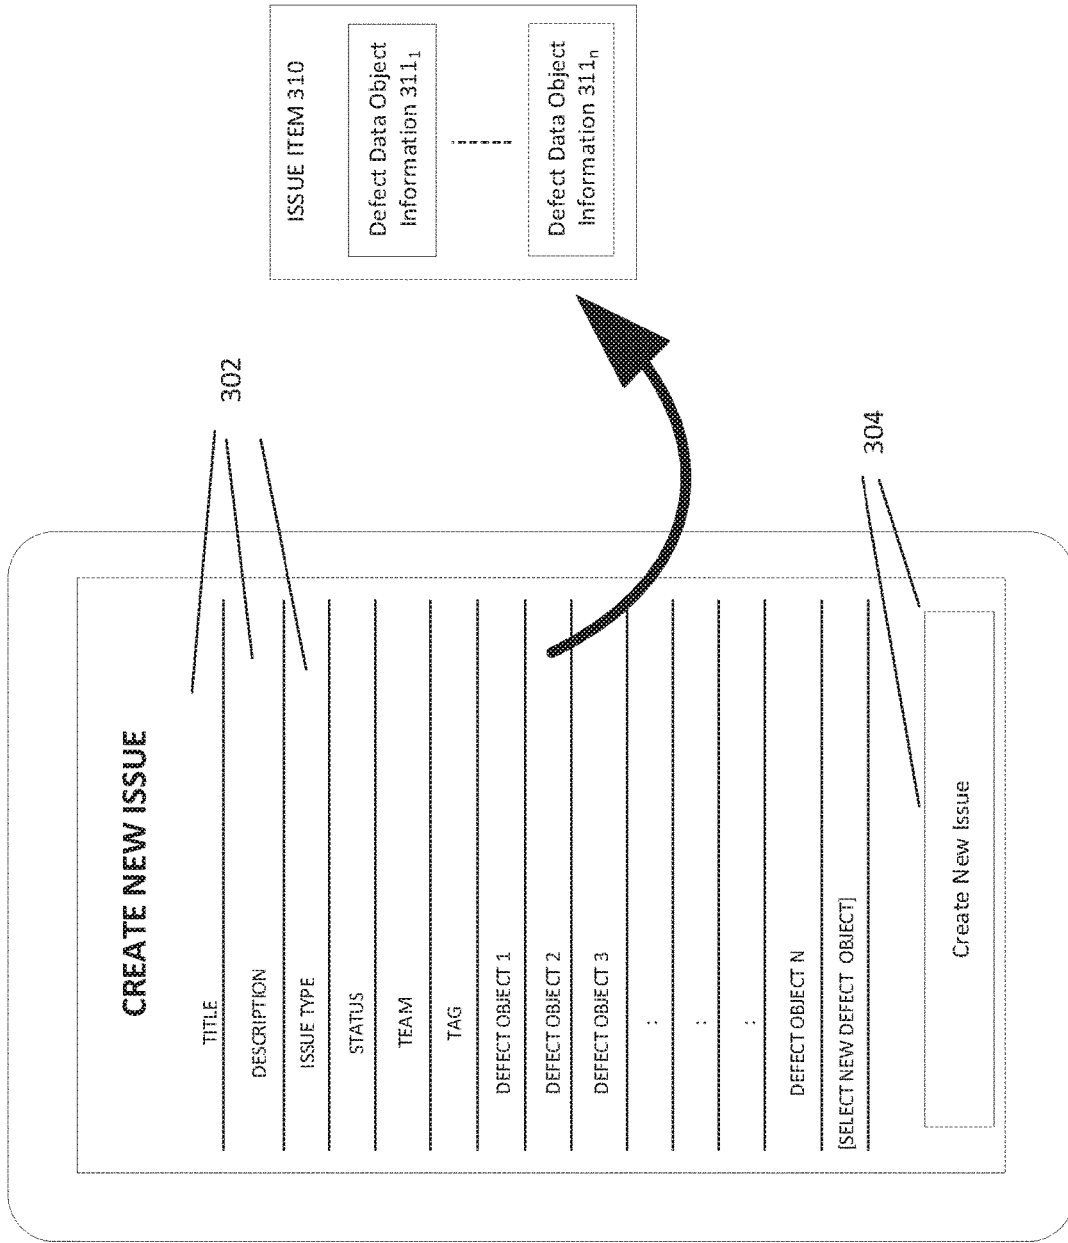 CREATE NEW ISSUE
TITLE
DESCRIPTION
ISSUE TYPE
STATUS
TEAM
TAG
DEFECT OBJECT 1
DEFECT OBJECT 2
DEFECT OBJECT 3
:
:
:
DEFECT OBJECT N
[SELECT NEW DEFECT OBJECT]
Create New Issue
302
304
ISSUE ITEM 310
Defect Data Object
Information 311₁
Defect Data Object
Information 311ₙ